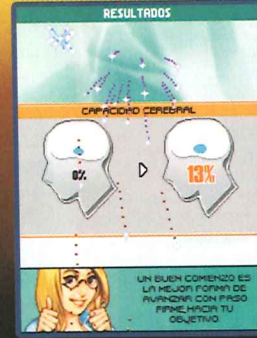 RESULTADOS
CAPACIDAD CEREBRAL
0%
13%
UN BUEN COMIENZO ES
LA MEJOR FORMA DE
AVANZAR CON PASO
FIRME HACIA TU
OBJETIVO.